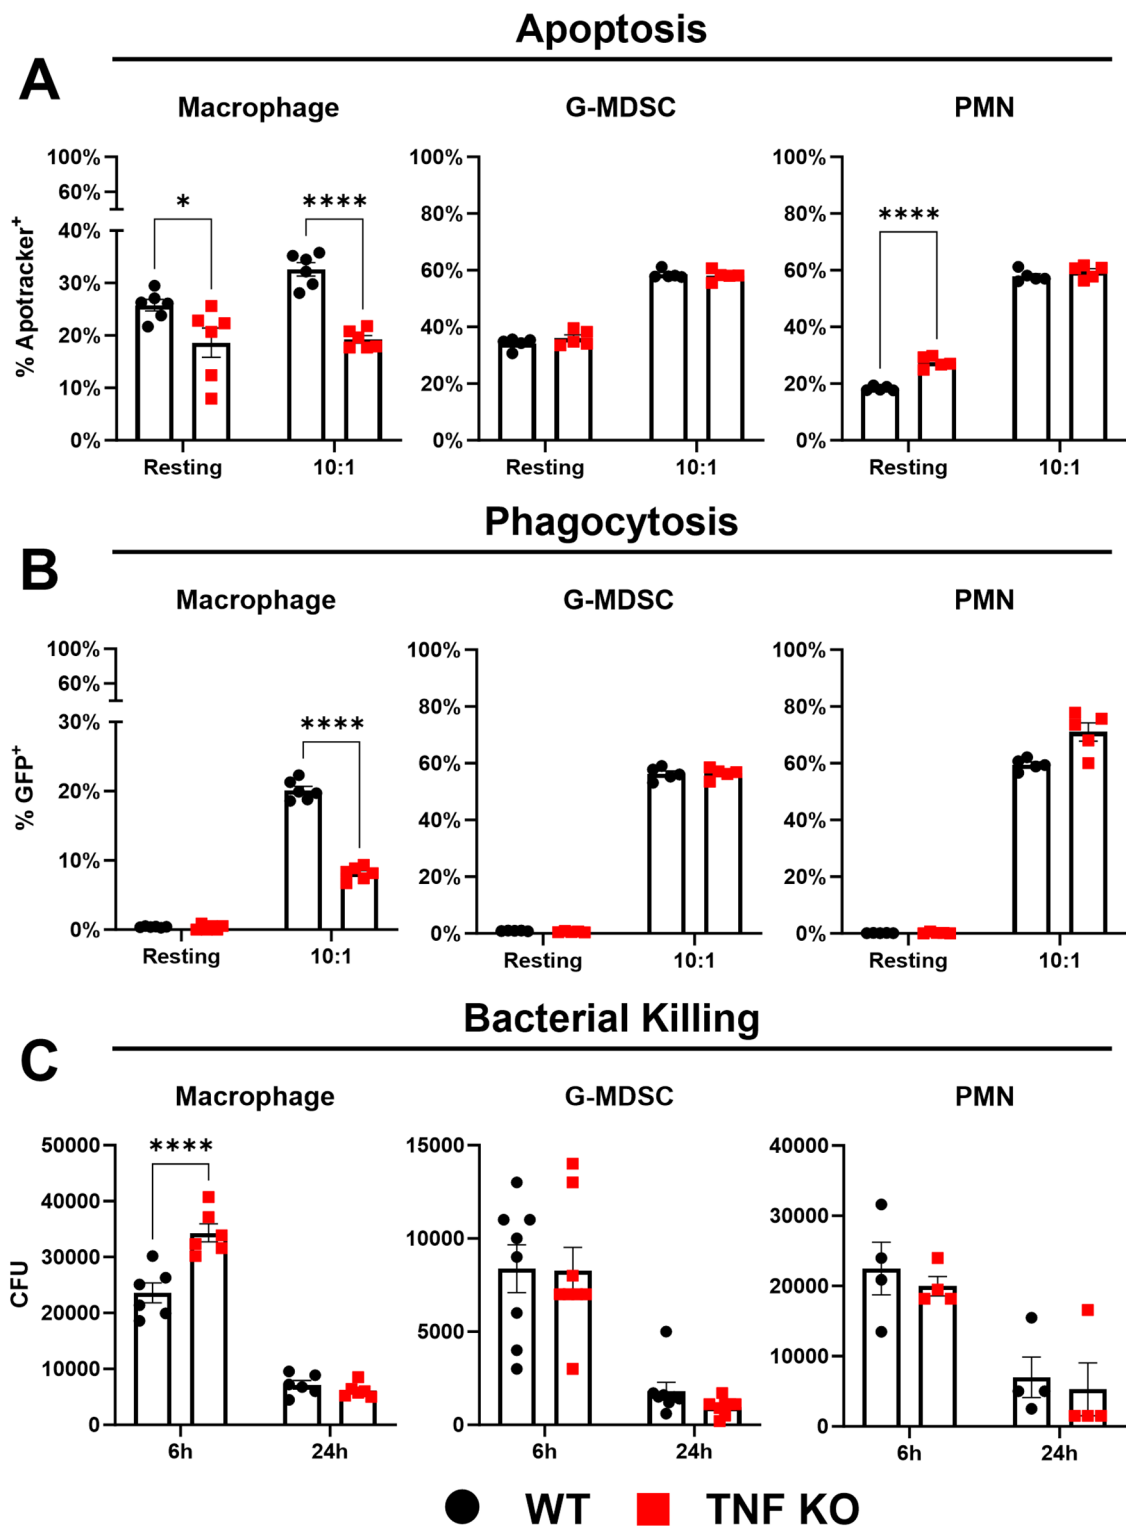 Apoptosis
A
Macrophage
G-MDSC
PMN
% Apotracker+
100%
60%
40%
30%
20%
10%
0%
*
****
Resting
10:1
100%
80%
60%
40%
20%
0%
Resting
10:1
100%
80%
60%
40%
20%
0%
****
Resting
10:1
Phagocytosis
B
Macrophage
G-MDSC
PMN
% GFP+
100%
60%
30%
20%
10%
0%
****
Resting
10:1
100%
80%
60%
40%
20%
0%
Resting
10:1
100%
80%
60%
40%
20%
0%
Resting
10:1
Bacterial Killing
C
Macrophage
G-MDSC
PMN
CFU
50000
40000
30000
20000
10000
0
****
6h
24h
15000
10000
5000
0
6h
24h
40000
30000
20000
10000
0
6h
24h
WT
TNF KO